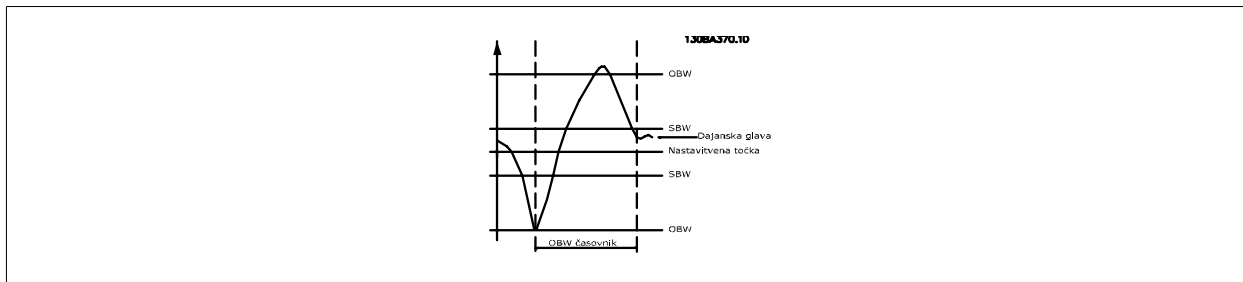 130BA370.10
OBW
SBW
Dajanska glava
Nastavitvena točka
SBW
OBW
OBW časovnik